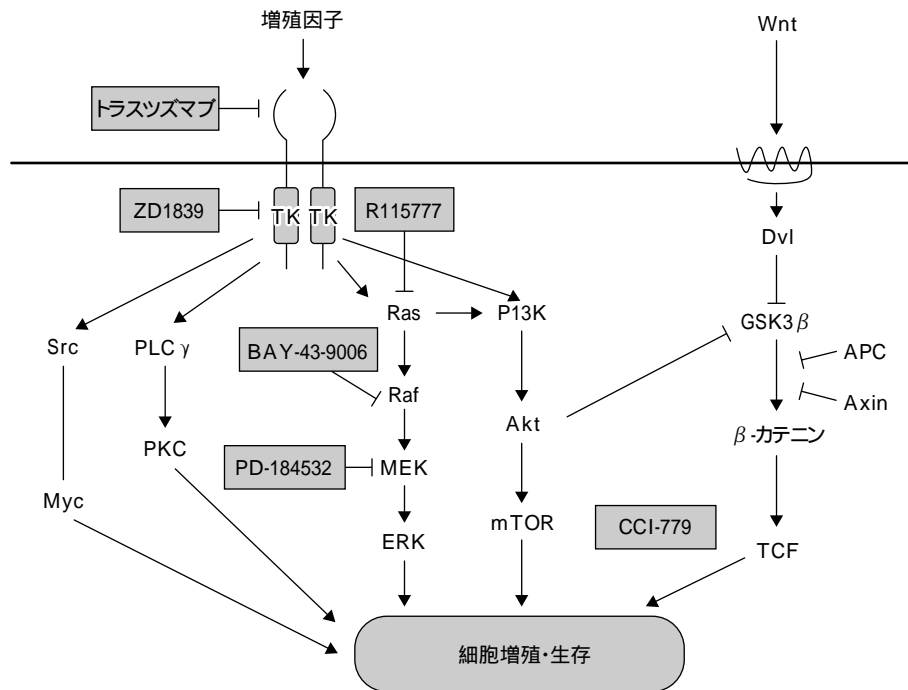 増殖因子
Wnt
トラスツズマブ
ZD1839
TK
TK
R115777
Dvl
Ras
P13K
GSK3β
Src
PLCγ
BAY-43-9006
APC
Raf
Axin
Akt
β-カテニン
PKC
PD-184532
MEK
Myc
mTOR
CCI-779
ERK
TCF
細胞増殖・生存